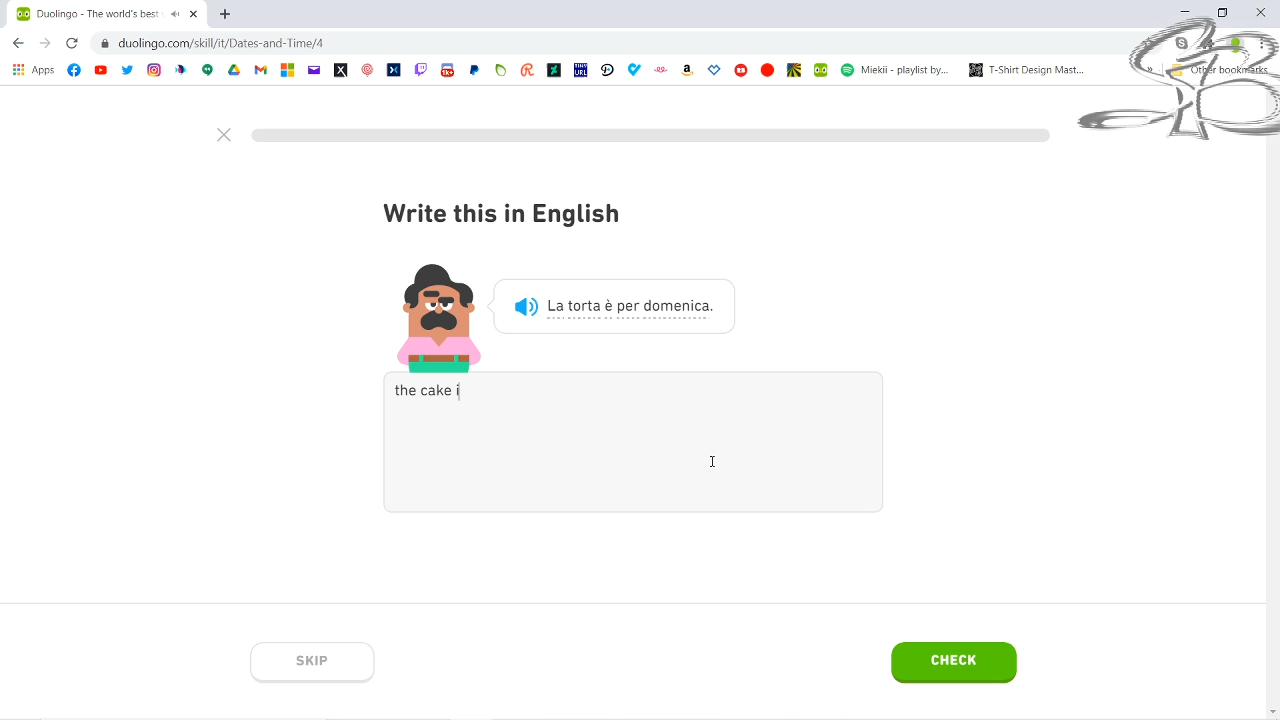 Duolingo - The world's best
duolingo.com/skill/it/Dates-and-Time/4
Apps
Miekii - playlist by...
T-Shirt Design Mast...
»
Other bookmarks
Write this in English
La torta è per domenica.
the cake i
SKIP
CHECK